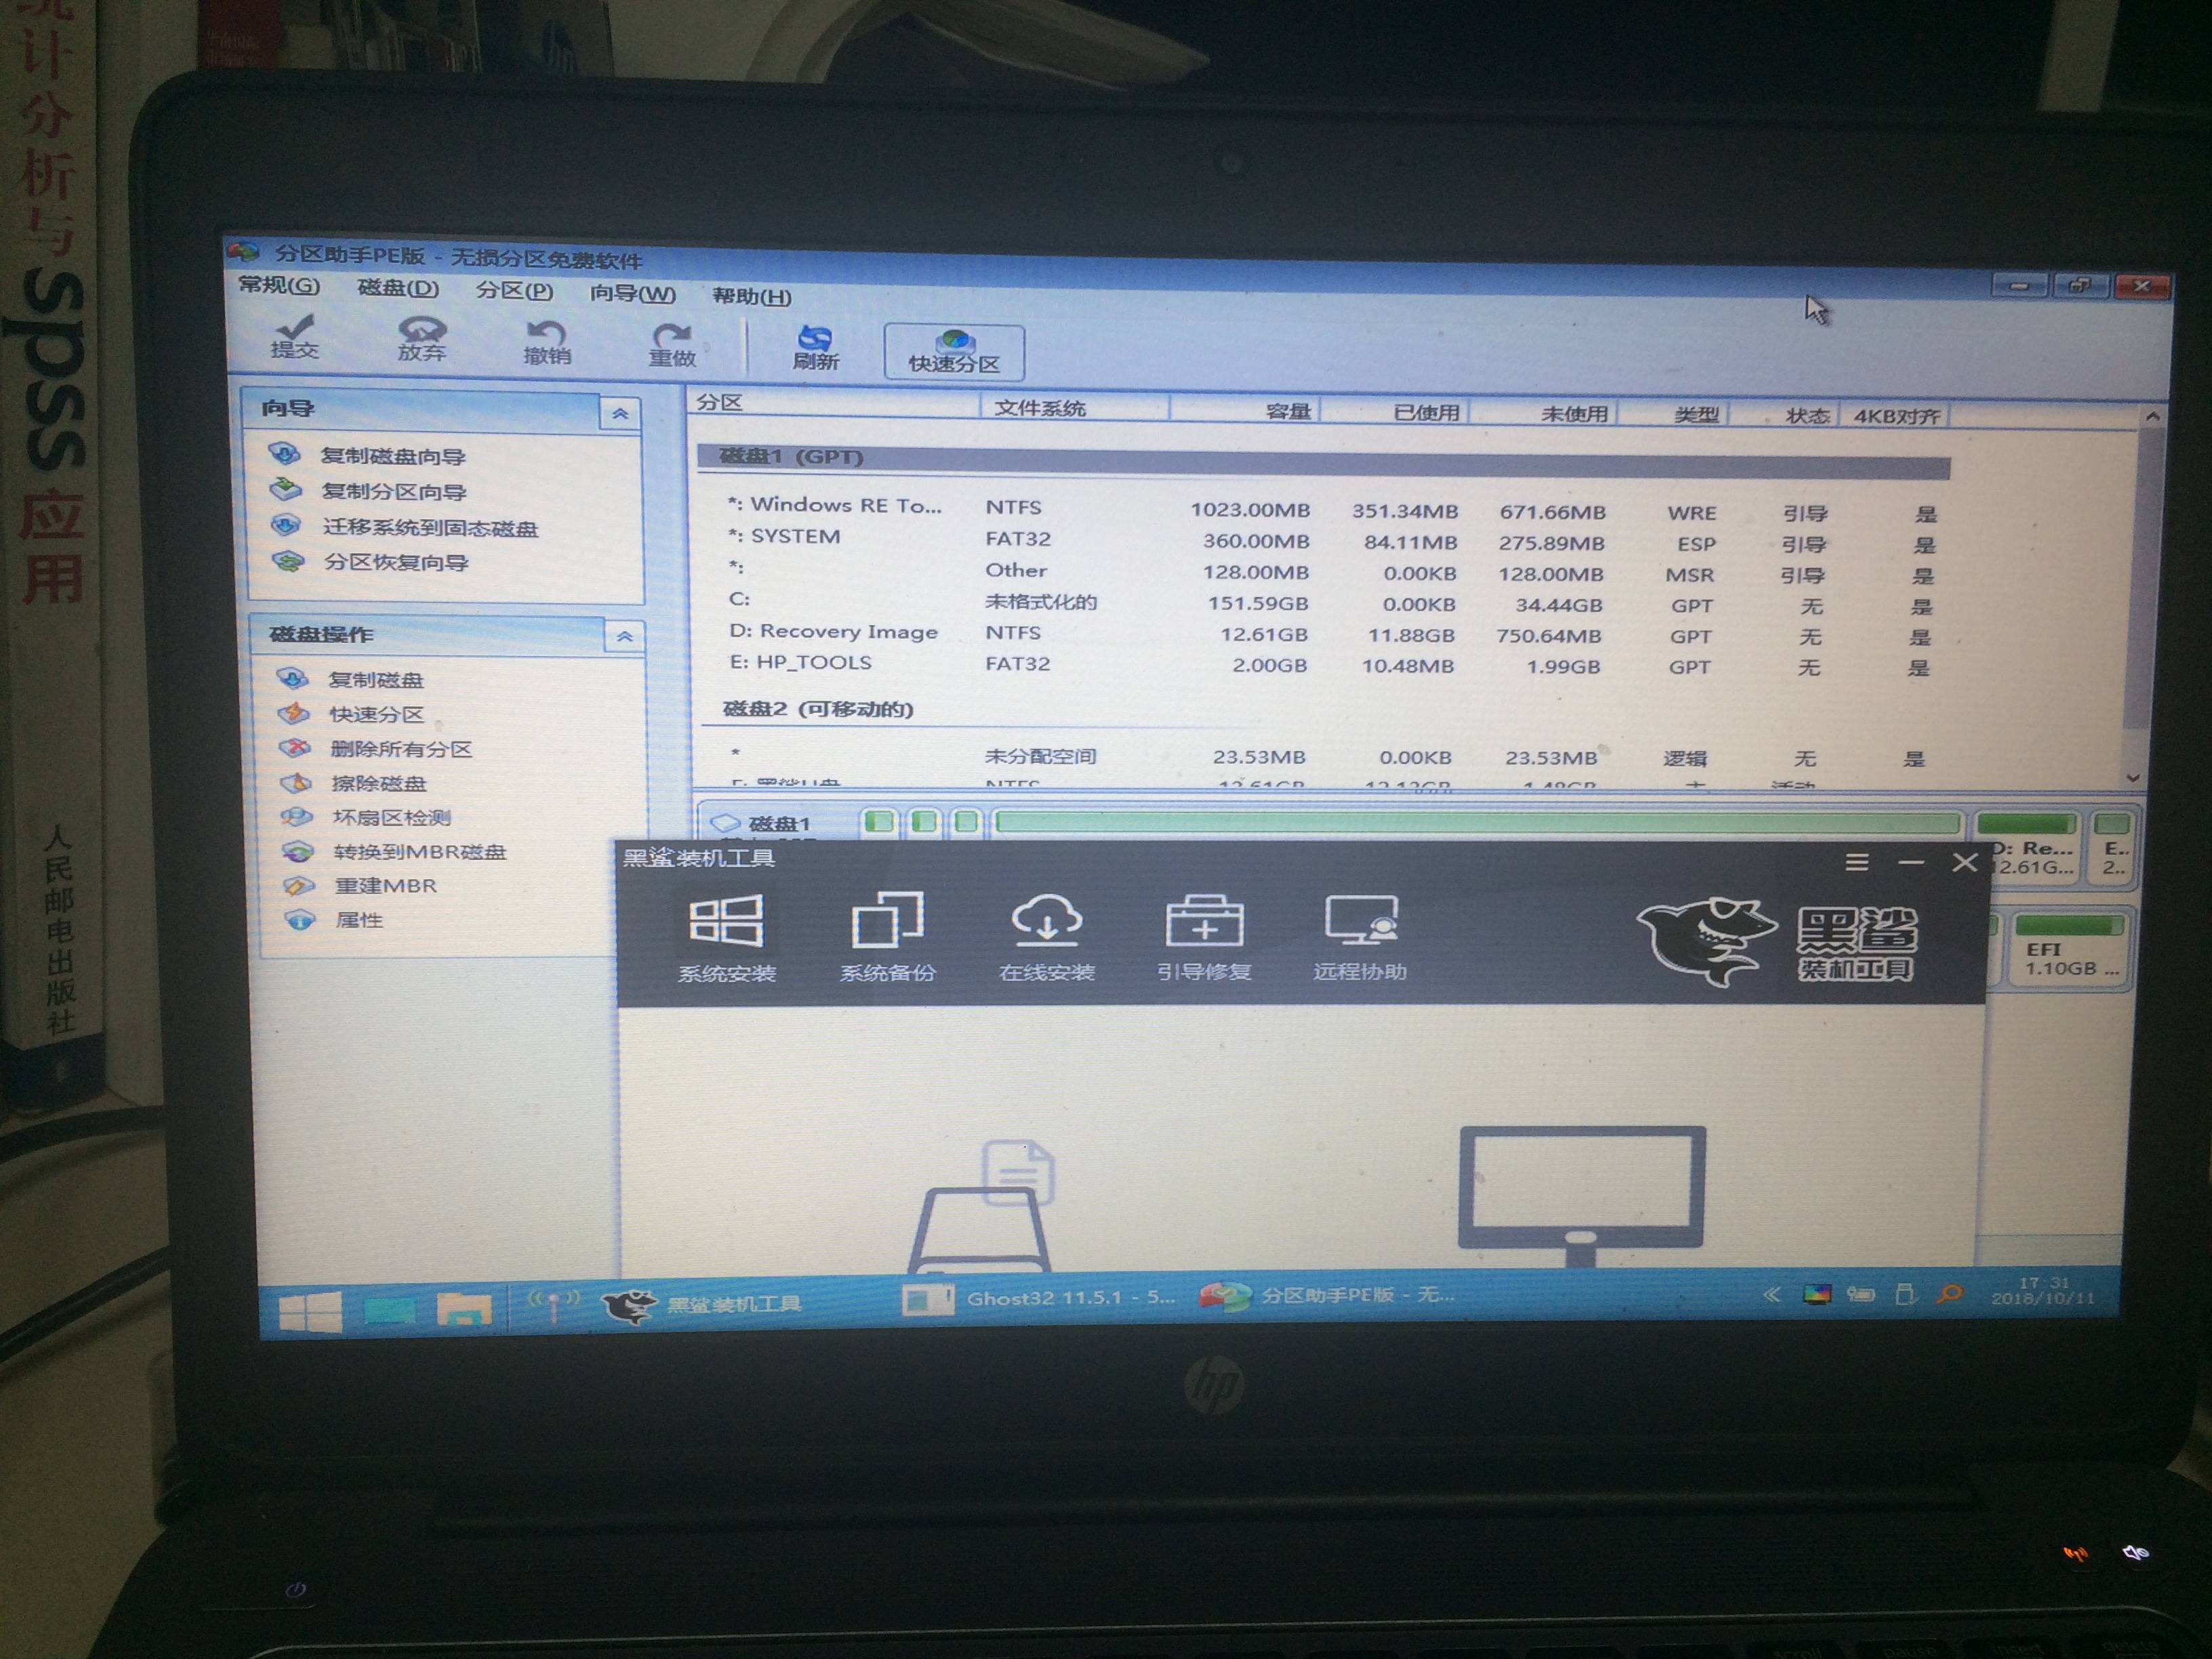 统计分析与spss应用
人民邮电出版社
分区助手PE版 - 无损分区免费软件
常规(G) 磁盘(D) 分区(P) 向导(W) 帮助(H)
提交 放弃 撤销 重做 刷新 快速分区
向导
复制磁盘向导
复制分区向导
迁移系统到固态磁盘
分区恢复向导
磁盘操作
复制磁盘
快速分区
删除所有分区
擦除磁盘
坏扇区检测
转换到MBR磁盘
重建MBR
属性
分区 文件系统 容量 已使用 未使用 类型 状态 4KB对齐
磁盘1 (GPT)
*: Windows RE To... NTFS 1023.00MB 351.34MB 671.66MB WRE 引导 是
*: SYSTEM FAT32 360.00MB 84.11MB 275.89MB ESP 引导 是
*: Other 128.00MB 0.00KB 128.00MB MSR 引导 是
C: 未格式化的 151.59GB 0.00KB 34.44GB GPT 无 是
D: Recovery Image NTFS 12.61GB 11.88GB 750.64MB GPT 无 是
E: HP_TOOLS FAT32 2.00GB 10.48MB 1.99GB GPT 无 是
磁盘2 (可移动的)
* 未分配空间 23.53MB 0.00KB 23.53MB 逻辑 无 是
磁盘1
D: Re... E..
12.61G... 2..
EFI
1.10GB ...
黑鲨装机工具
系统安装 系统备份 在线安装 引导修复 远程协助
黑鲨
装机工具
黑鲨装机工具 Ghost32 11.5.1 - 5... 分区助手PE版 - 无...
17:31
2018/10/11
hp